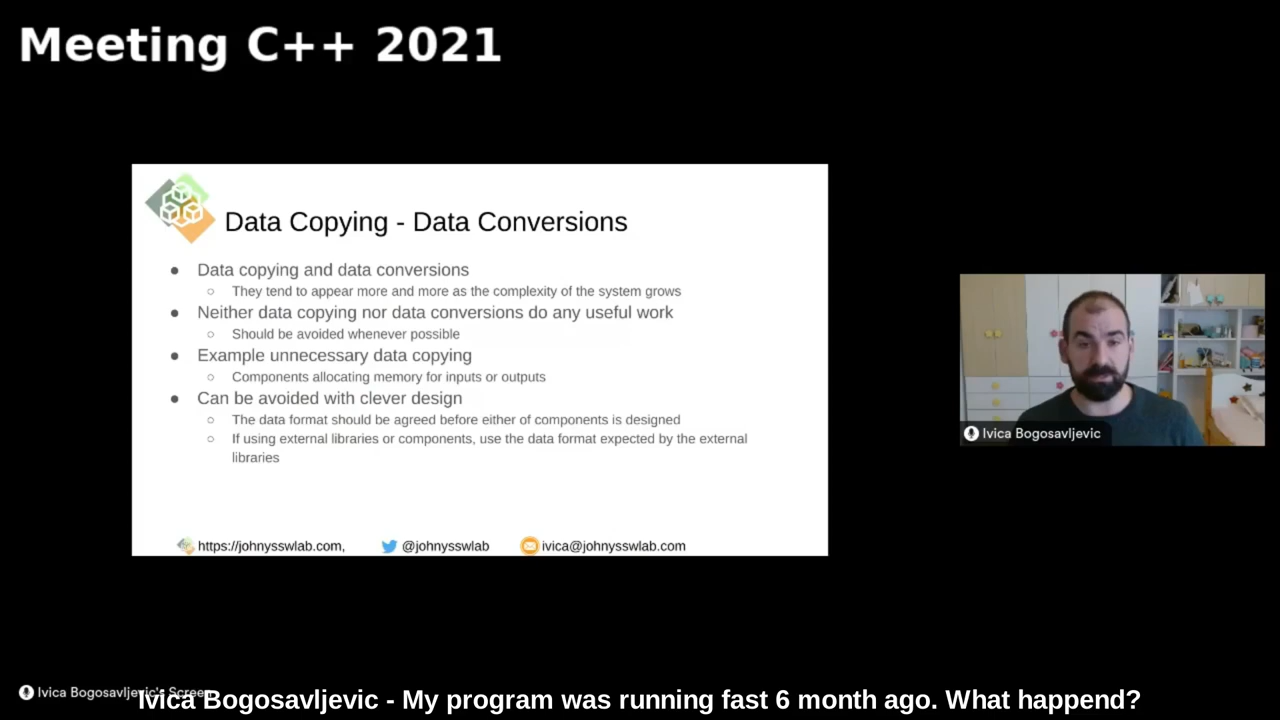 Meeting C++ 2021
Data Copying - Data Conversions
● Data copying and data conversions
○ They tend to appear more and more as the complexity of the system grows
● Neither data copying nor data conversions do any useful work
○ Should be avoided whenever possible
● Example unnecessary data copying
○ Components allocating memory for inputs or outputs
● Can be avoided with clever design
○ The data format should be agreed before either of components is designed
○ If using external libraries or components, use the data format expected by the external
libraries
https://johnysswlab.com, @johnysswlab ivica@johnysswlab.com
Ivica Bogosavljevic
Ivica Bogosavljevic's Screen
Ivica Bogosavljevic - My program was running fast 6 month ago. What happend?